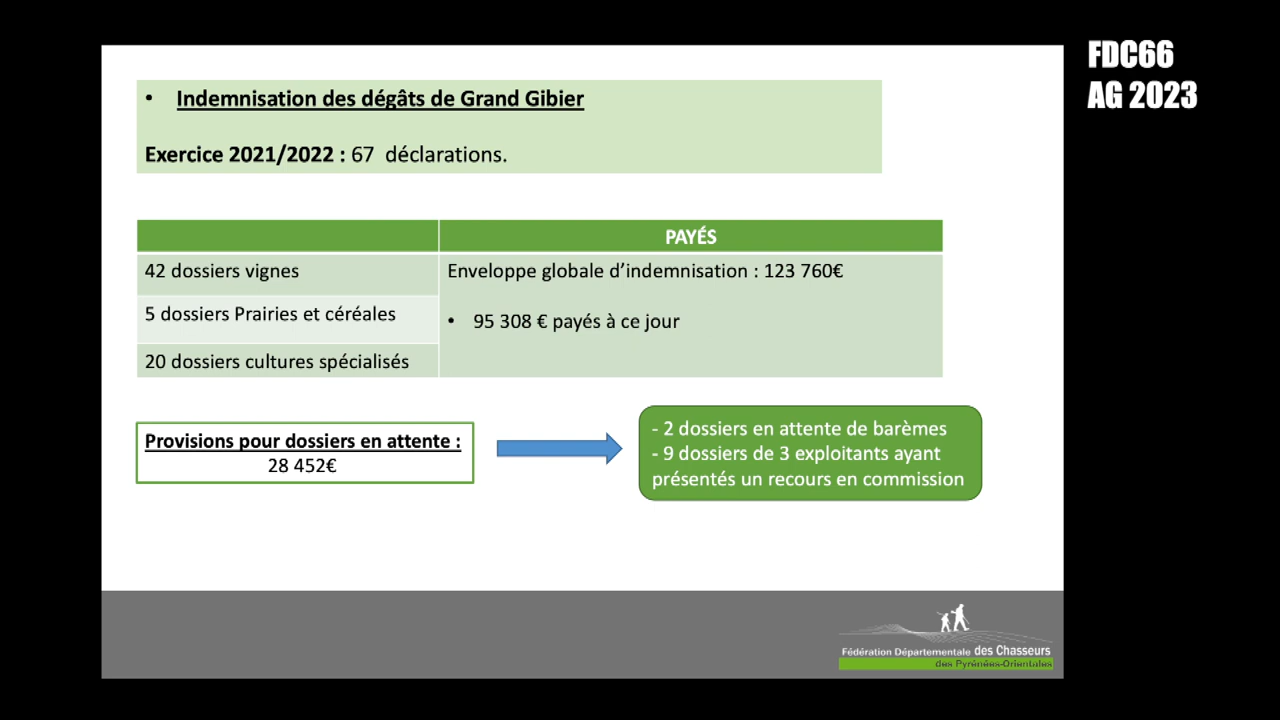 FDC66
AG 2023
• Indemnisation des dégâts de Grand Gibier
Exercice 2021/2022 : 67 déclarations.
PAYÉS
42 dossiers vignes
Enveloppe globale d’indemnisation : 123 760€
5 dossiers Prairies et céréales
• 95 308 € payés à ce jour
20 dossiers cultures spécialisés
Provisions pour dossiers en attente :
28 452€
- 2 dossiers en attente de barèmes
- 9 dossiers de 3 exploitants ayant
présentés un recours en commission
Fédération Départementale des Chasseurs
des Pyrénées-Orientales